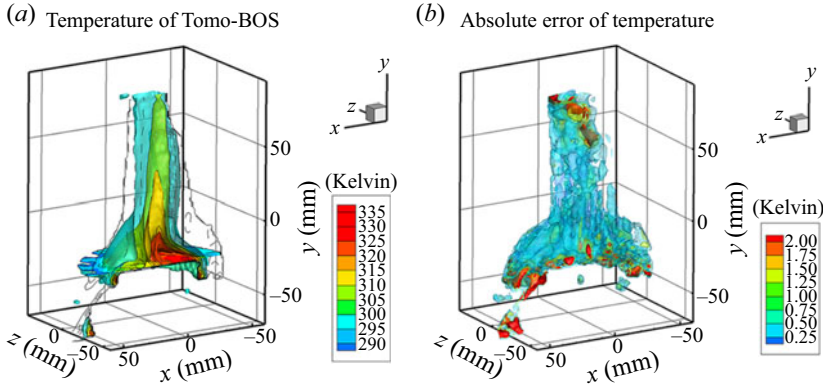 (a) Temperature of Tomo-BOS
y
z
x
50
0
–50
y (mm)
(Kelvin)
335
330
325
320
315
310
305
300
295
290
0
–50
z (mm)
50
0
–50
x (mm)
(b) Absolute error of temperature
y
z
x
50
0
–50
y (mm)
(Kelvin)
2.00
1.75
1.50
1.25
1.00
0.75
0.50
0.25
0
–50
z (mm)
50
0
–50
x (mm)